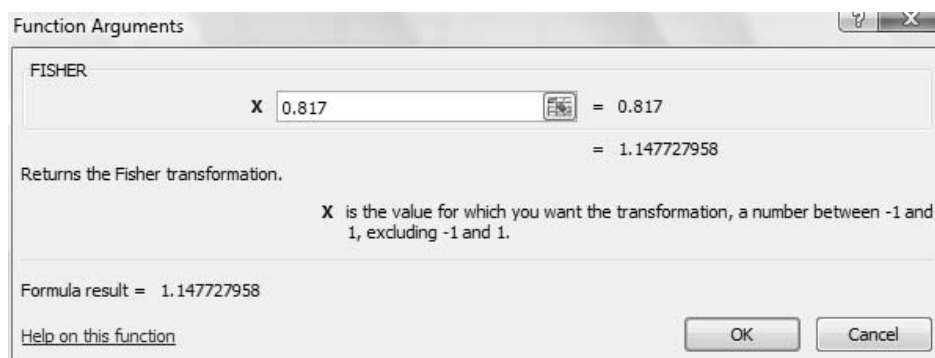 Function Arguments
? X
FISHER
X 0.817 = 0.817
= 1.147727958
Returns the Fisher transformation.
X is the value for which you want the transformation, a number between -1 and
1, excluding -1 and 1.
Formula result = 1.147727958
Help on this function
OK Cancel